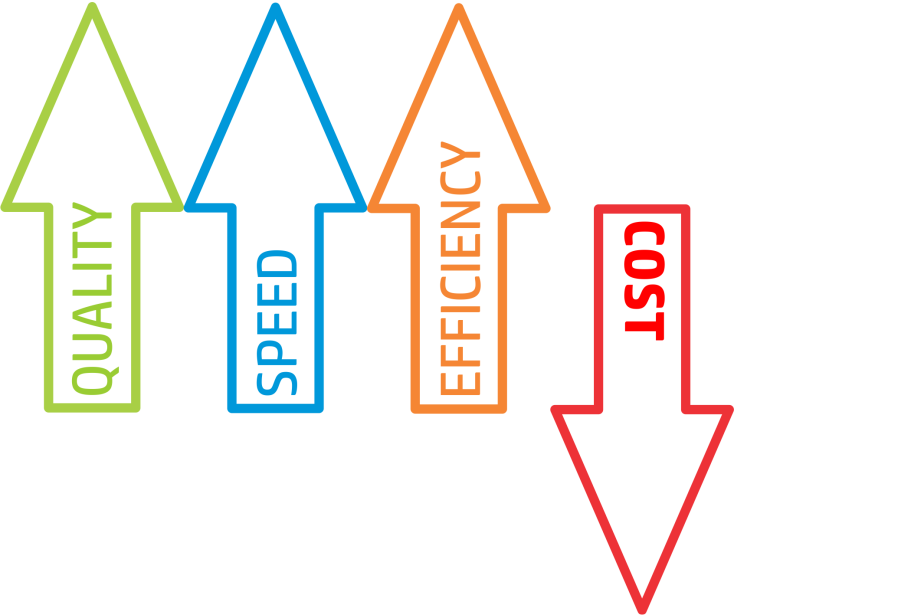 QUALITY
SPEED
EFFICIENCY
COST